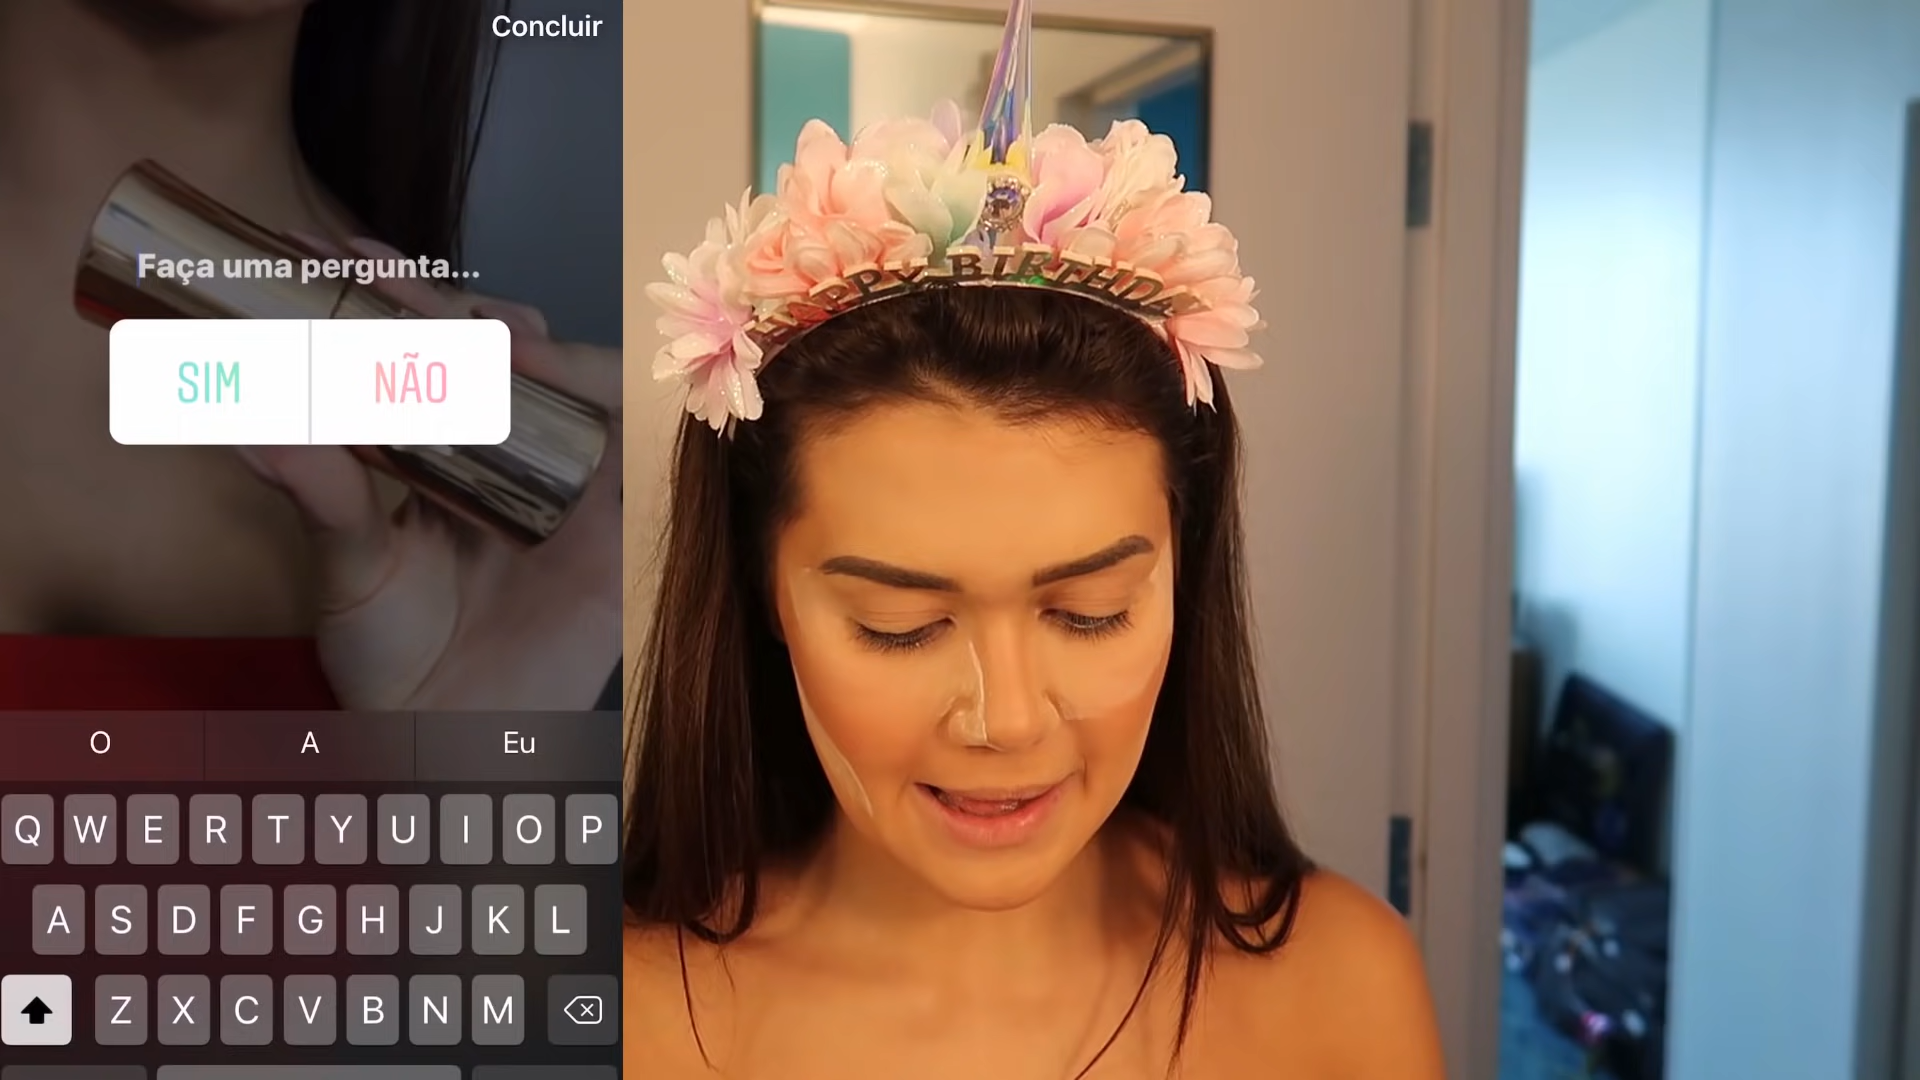 Concluir
Faça uma pergunta...
SIM NÃO
O A Eu
Q W E R T Y U I O P
A S D F G H J K L
Z X C V B N M
HAPPY BIRTHDAY